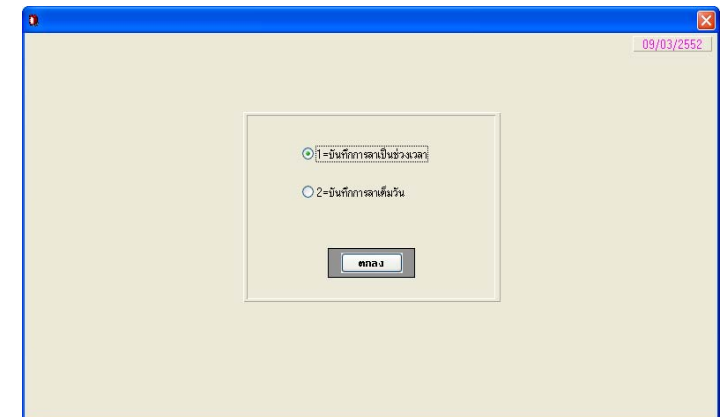 09/03/2552
1=บันทึกการลาเป็นช่วงเวลา
2=บันทึกการลาเต็มวัน
ตกลง